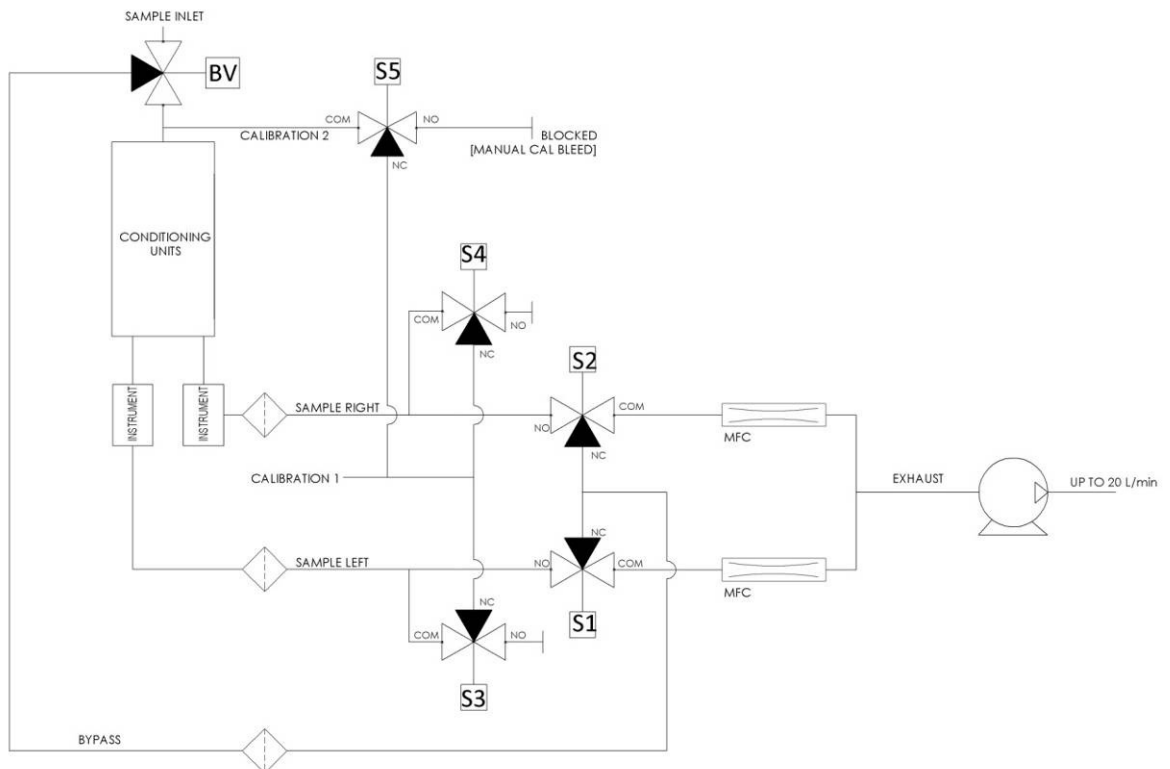 SAMPLE INLET
BV
S5
COM
NO
CALIBRATION 2
BLOCKED
[MANUAL CAL BLEED]
NC
CONDITIONING
UNITS
S4
COM
NO
NC
S2
INSTRUMENT
INSTRUMENT
SAMPLE RIGHT
NO
COM
NC
MFC
CALIBRATION 1
EXHAUST
UP TO 20 L/min
NC
SAMPLE LEFT
NO
COM
MFC
NC
COM
NO
S1
S3
BYPASS